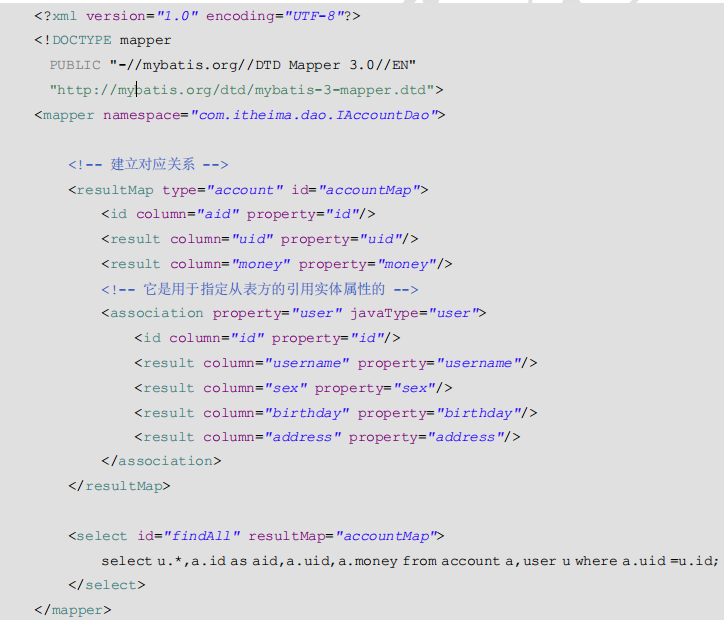 <?xml version="1.0" encoding="UTF-8"?>
<!DOCTYPE mapper
PUBLIC "-//mybatis.org//DTD Mapper 3.0//EN"
"http://mybatis.org/dtd/mybatis-3-mapper.dtd">
<mapper namespace="com.itheima.dao.IAccountDao">
<!-- 建立对应关系 -->
<resultMap type="account" id="accountMap">
<id column="aid" property="id"/>
<result column="uid" property="uid"/>
<result column="money" property="money"/>
<!-- 它是用于指定从表方的引用实体属性的 -->
<association property="user" javaType="user">
<id column="id" property="id"/>
<result column="username" property="username"/>
<result column="sex" property="sex"/>
<result column="birthday" property="birthday"/>
<result column="address" property="address"/>
</association>
</resultMap>
<select id="findAll" resultMap="accountMap">
select u.*,a.id as aid,a.uid,a.money from account a,user u where a.uid =u.id;
</select>
</mapper>